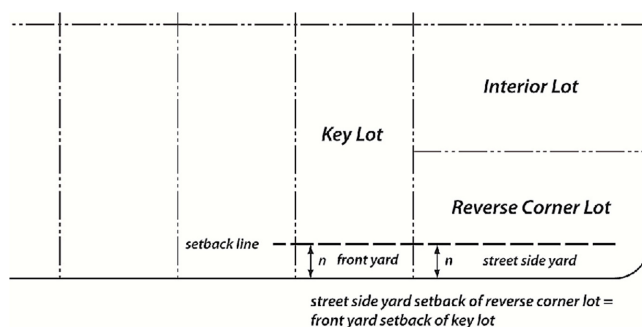 Interior Lot
Key Lot
Reverse Corner Lot
setback line
n front yard n street side yard
street side yard setback of reverse corner lot =
front yard setback of key lot